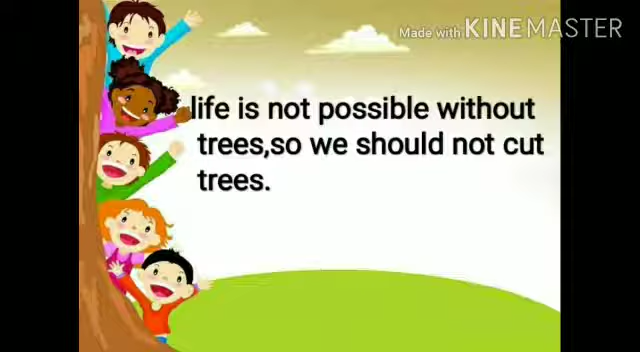 Made with KINEMASTER
life is not possible without
trees,so we should not cut
trees.